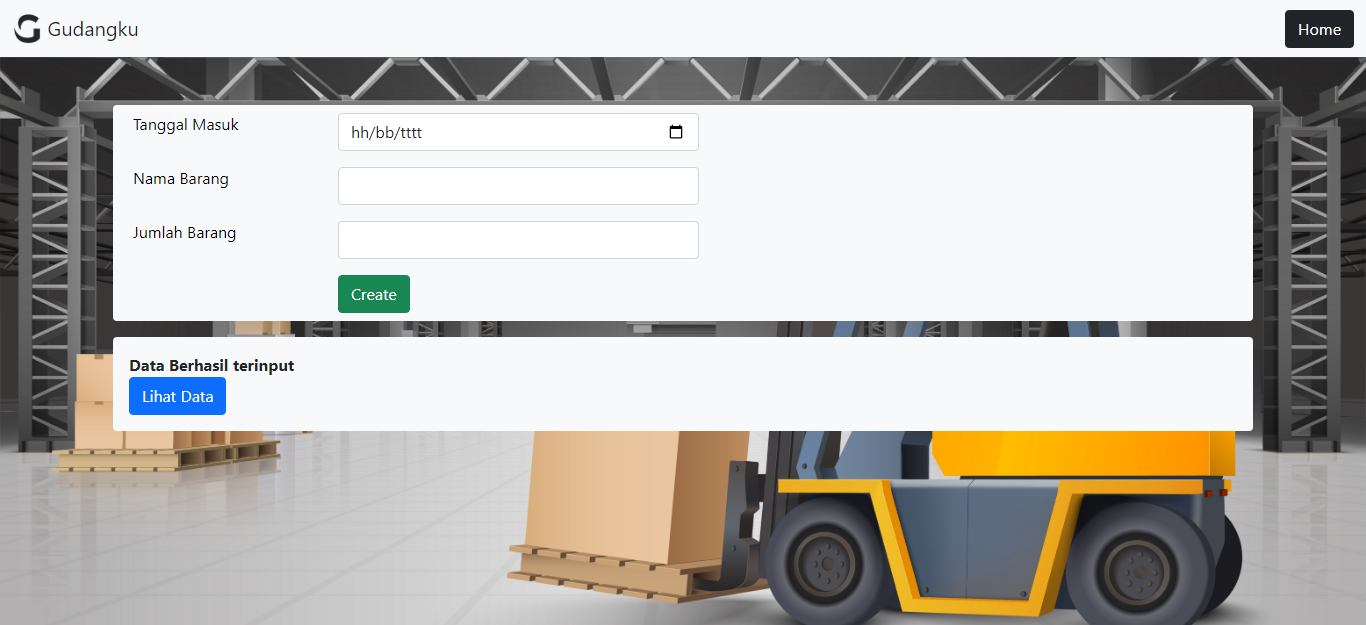 Gudangku
Home
Tanggal Masuk
hh/bb/tttt
Nama Barang
Jumlah Barang
Create
Data Berhasil terinput
Lihat Data